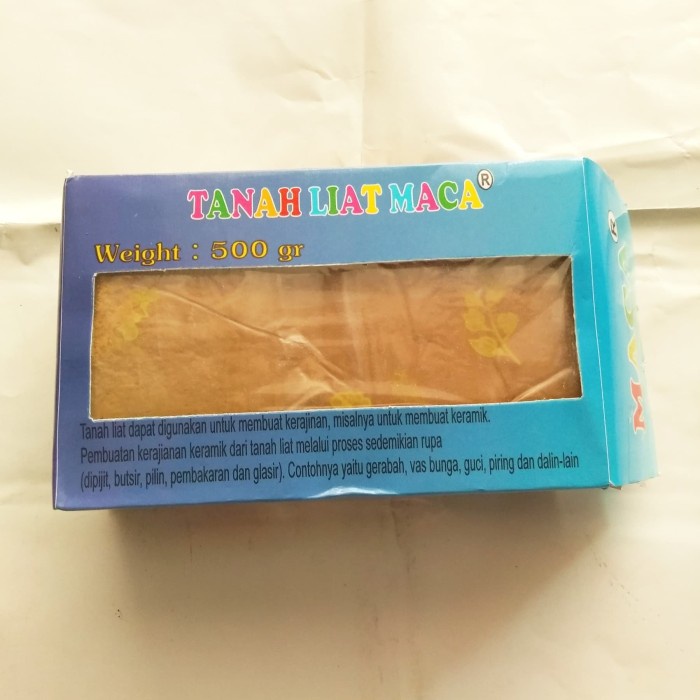 TANAH LIAT MACA®
Weight : 500 gr
Tanah liat dapat digunakan untuk membuat kerajinan, misalnya untuk membuat keramik.
Pembuatan kerajianan keramik dari tanah liat melalui proses sedemikian rupa
(dipijit, butsir, pilin, pembakaran dan glasir). Contohnya yaitu gerabah, vas bunga, guci, piring dan dalin-lain
MACA®